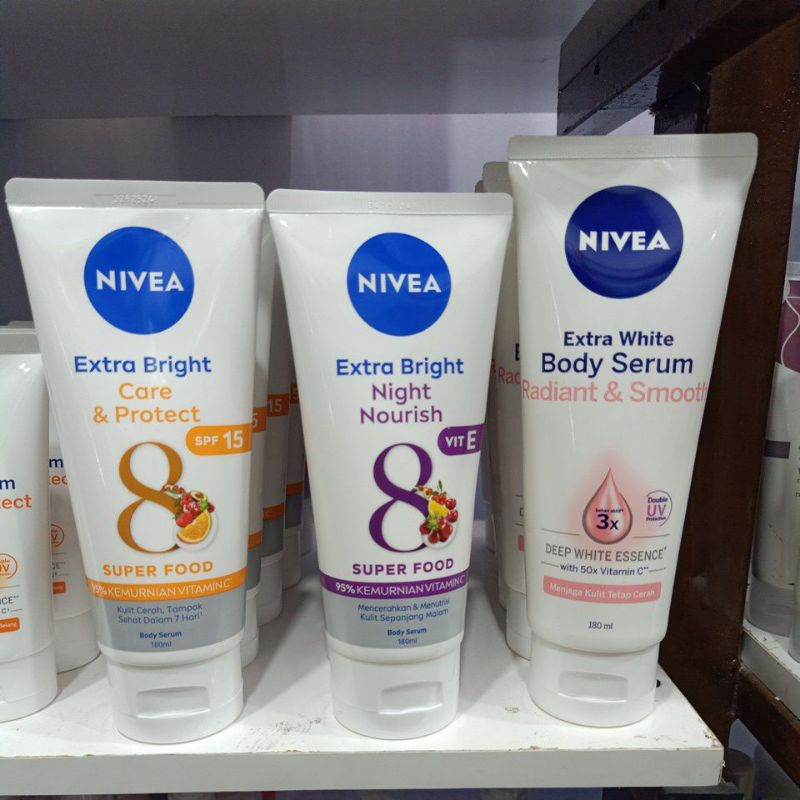 NIVEA
Extra Bright
Care
& Protect
SPF 15
8
SUPER FOOD
95% KEMURNIAN VITAMIN C
Kulit Cerah, Tampak
Sehat Dalam 7 Hari
Body Serum
180ml
NIVEA
Extra Bright
Night
Nourish
VIT E
8
SUPER FOOD
95% KEMURNIAN VITAMIN C
Mencerahkan & Menutrisi
Kulit Sepanjang Malam
Body Serum
180ml
NIVEA
Extra White
Body Serum
Radiant & Smooth
3x
Double
UV
Protection
DEEP WHITE ESSENCE*
with 50x Vitamin C**
Menjaga Kulit Tetap Cerah
180 ml
15